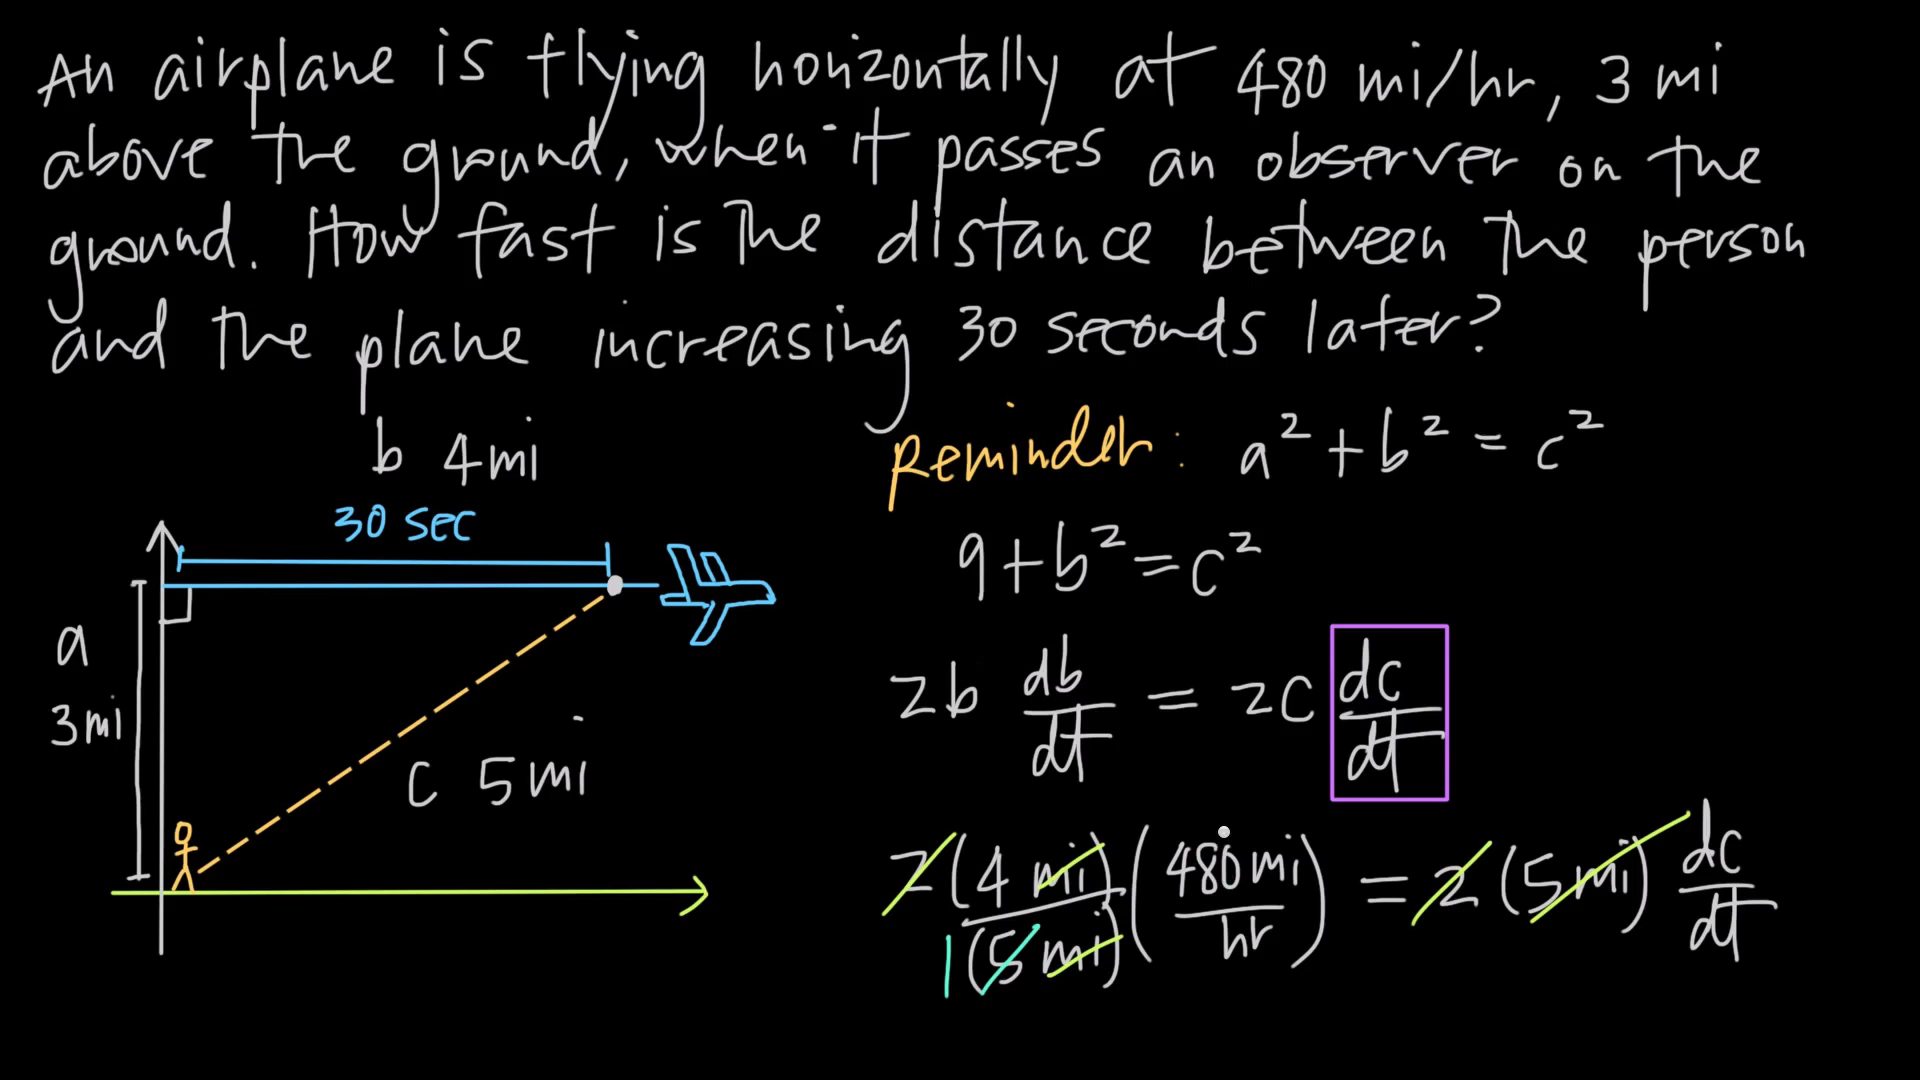 An airplane is flying horizontally at 480 mi/hr, 3 mi
above the ground, when it passes an observer on the
ground. How fast is the distance between the person
and the plane increasing 30 seconds later?
b 4mi
30 sec
a
3mi
c 5mi
Reminder: a² + b² = c²
9 + b² = c²
2b db/dt = 2c dc/dt
2(4 mi)/1(5 mi) (480 mi/hr) = 2(5 mi) dc/dt